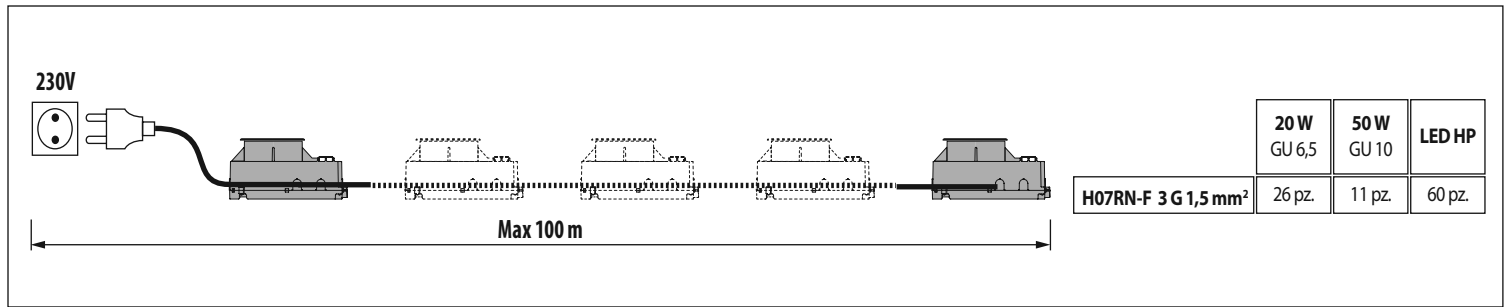 230V
Max 100 m
20 W
GU 6,5
50 W
GU 10
LED HP
H07RN-F 3 G 1,5 mm²
26 pz.
11 pz.
60 pz.